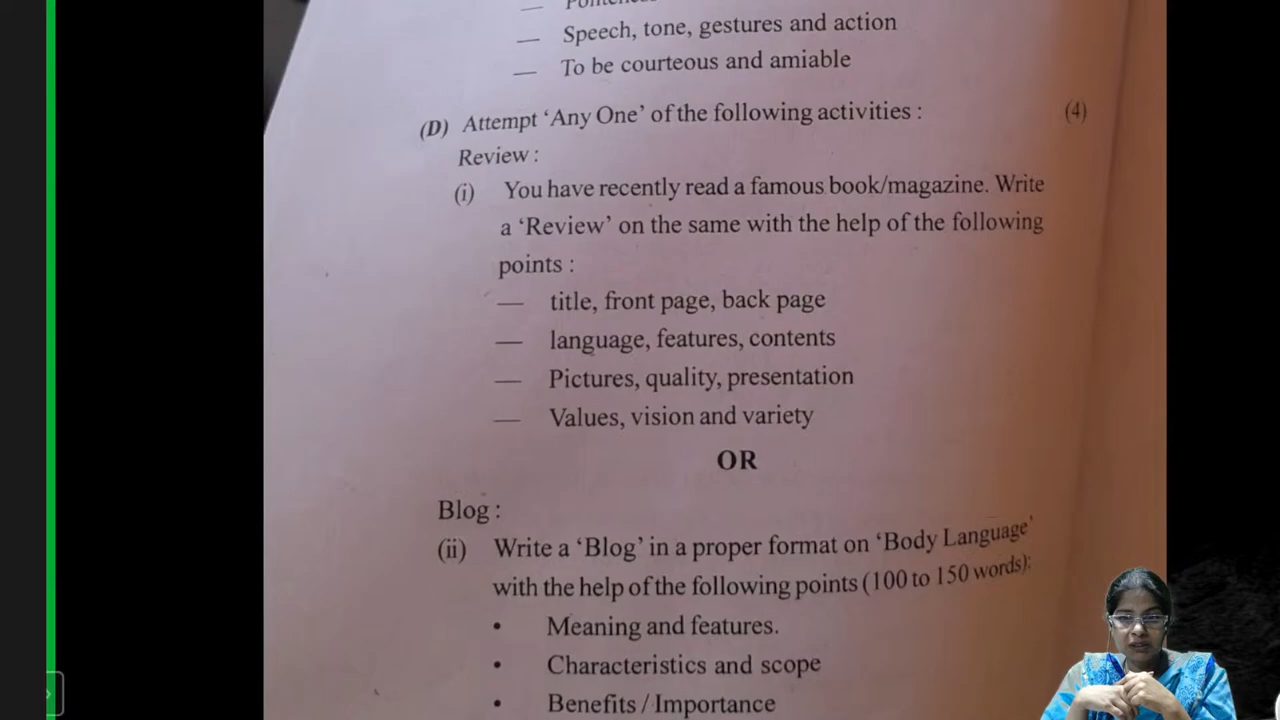 — Speech, tone, gestures and action
— To be courteous and amiable
(D) Attempt ‘Any One’ of the following activities : (4)
Review :
(i) You have recently read a famous book/magazine. Write
a ‘Review’ on the same with the help of the following
points :
— title, front page, back page
— language, features, contents
— Pictures, quality, presentation
— Values, vision and variety
OR
Blog :
(ii) Write a ‘Blog’ in a proper format on ‘Body Language’
with the help of the following points (100 to 150 words):
• Meaning and features.
• Characteristics and scope
• Benefits / Importance